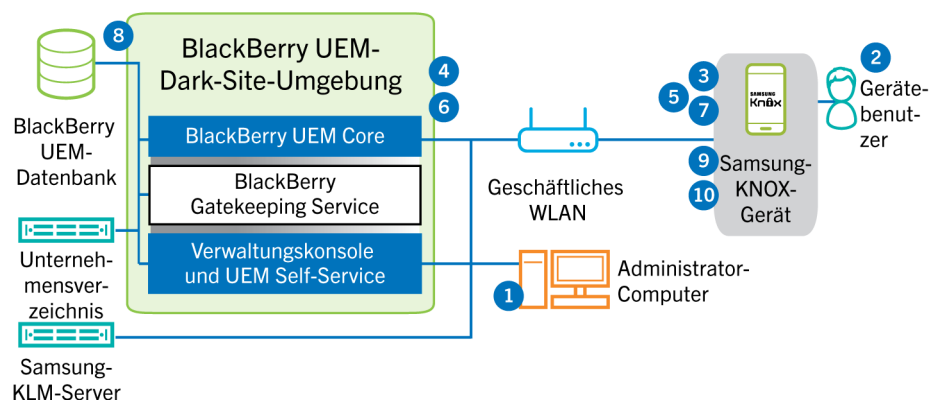 8
BlackBerry UEM-
Dark-Site-Umgebung
4
6
BlackBerry UEM Core
BlackBerry
Gatekeeping Service
Verwaltungskonsole
und UEM Self-Service
BlackBerry
UEM-
Datenbank
Unterneh-
mensver-
zeichnis
Samsung-
KLM-Server
Geschäftliches
WLAN
1
Administrator-
Computer
3
5
7
SAMSUNG
Knox
9
10
Samsung-
KNOX-
Gerät
2
Geräte-
benut-
zer